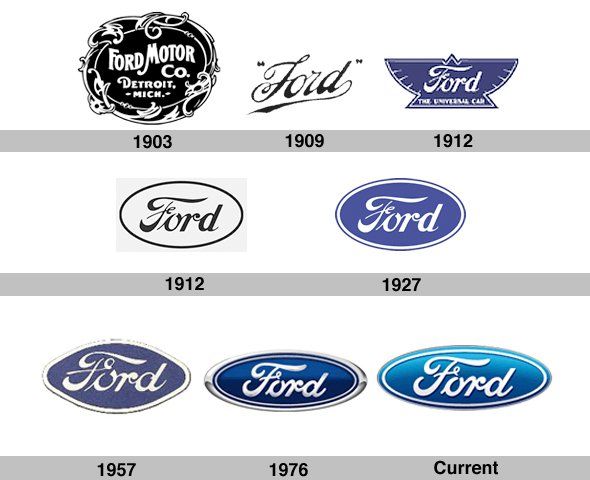 FORD MOTOR
Co.
DETROIT,
-MICH.-
"Ford"
Ford
THE UNIVERSAL CAR
1903
1909
1912
Ford
Ford
1912
1927
Ford
Ford
Ford
1957
1976
Current